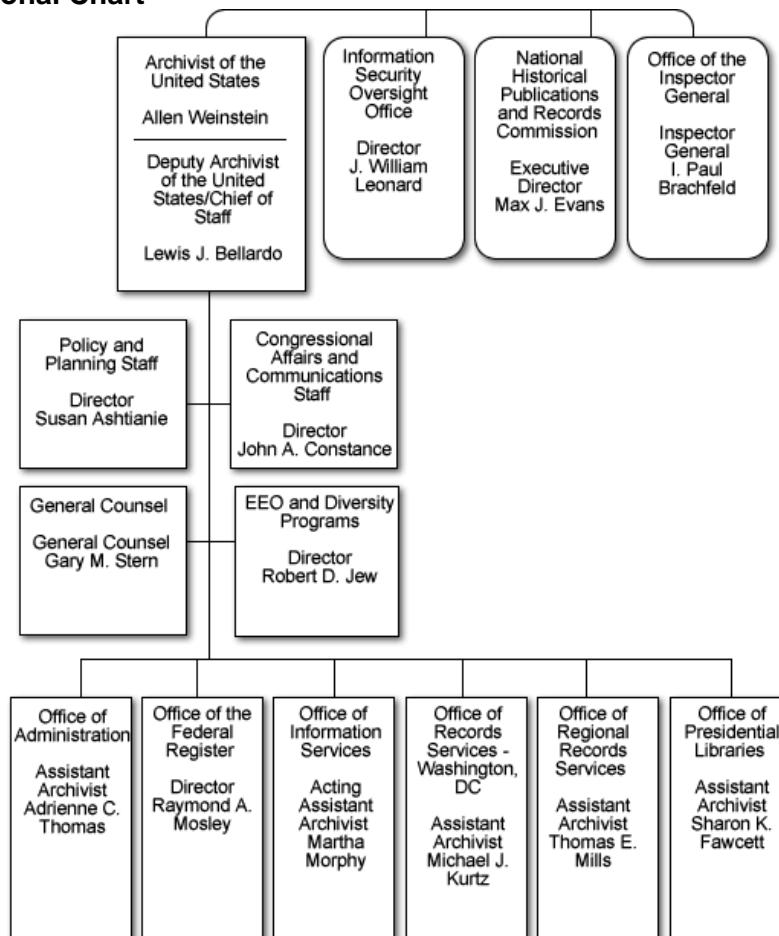 onal Chart
Archivist of the
United States
Allen Weinstein
Deputy Archivist
of the United
States/Chief of
Staff
Lewis J. Bellardo
Information
Security
Oversight
Office
Director
J. William
Leonard
National
Historical
Publications
and Records
Commission
Executive
Director
Max J. Evans
Office of the
Inspector
General
Inspector
General
I. Paul
Brachfeld
Policy and
Planning Staff
Director
Susan Ashtianie
Congressional
Affairs and
Communications
Staff
Director
John A. Constance
General Counsel
General Counsel
Gary M. Stern
EEO and Diversity
Programs
Director
Robert D. Jew
Office of
Administration
Assistant
Archivist
Adrienne C.
Thomas
Office of the
Federal
Register
Director
Raymond A.
Mosley
Office of
Information
Services
Acting
Assistant
Archivist
Martha
Morphy
Office of
Records
Services -
Washington,
DC
Assistant
Archivist
Michael J.
Kurtz
Office of
Regional
Records
Services
Assistant
Archivist
Thomas E.
Mills
Office of
Presidential
Libraries
Assistant
Archivist
Sharon K.
Fawcett